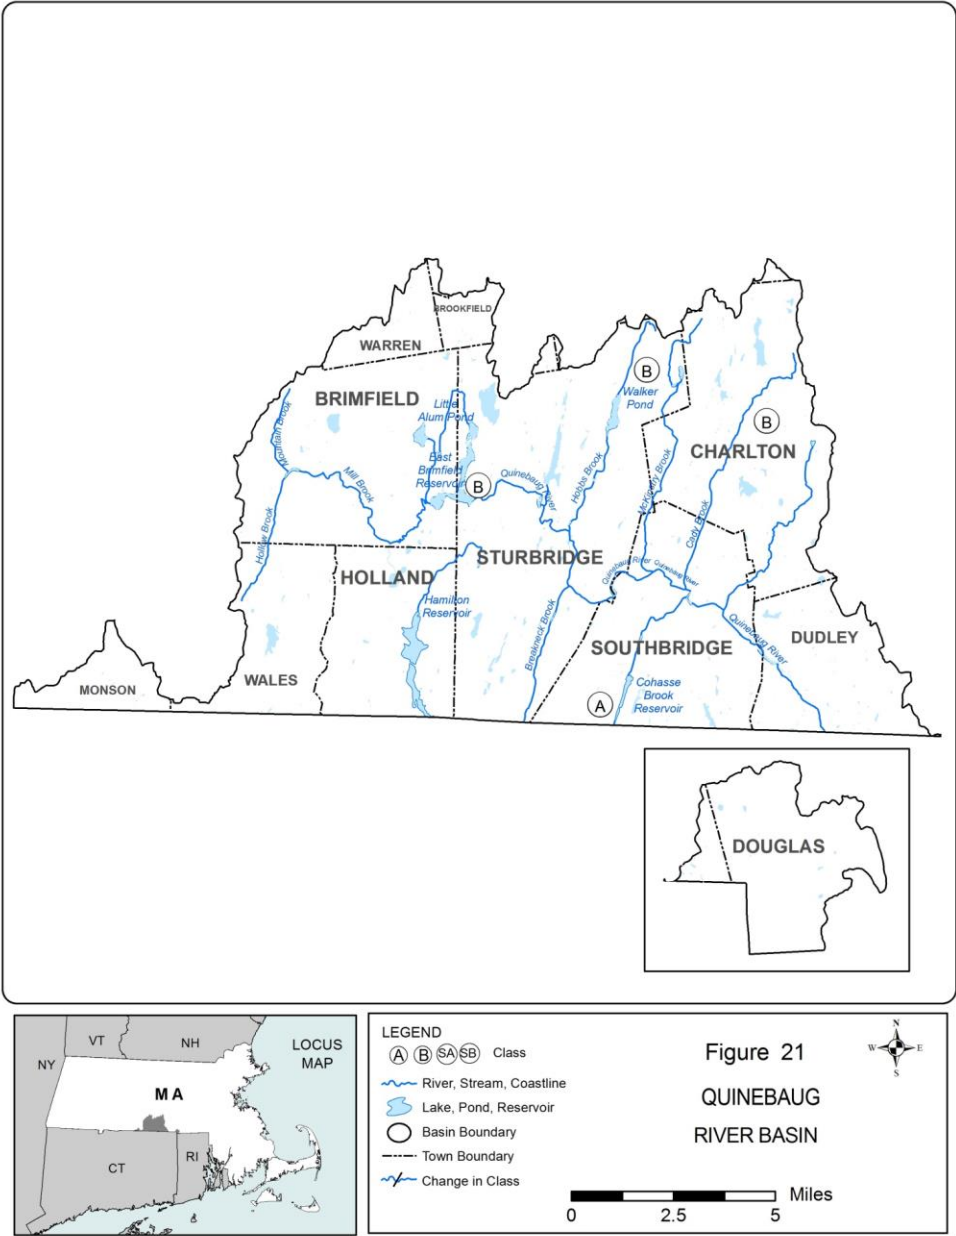 BROOKFIELD
WARREN
BRIMFIELD
Little
Alum Pond
B
Walker
Pond
Mountain Brook
B
CHARLTON
East
Brimfield
Reservoir
B
Mill Brook
Quinebaug River
Hobbs Brook
McKinstry Brook
Cady Brook
Hollow Brook
STURBRIDGE
HOLLAND
Quinebaug River
Quinebaug River
Hamilton
Reservoir
Breakneck Brook
Quinebaug River
DUDLEY
SOUTHBRIDGE
WALES
MONSON
Cohasse
Brook
Reservoir
A
DOUGLAS
NY
VT
NH
LOCUS
MAP
MA
CT
RI
LEGEND
A B SA SB Class
River, Stream, Coastline
Lake, Pond, Reservoir
Basin Boundary
Town Boundary
Change in Class
Figure 21
QUINEBAUG
RIVER BASIN
N
W E
S
Miles
0 2.5 5